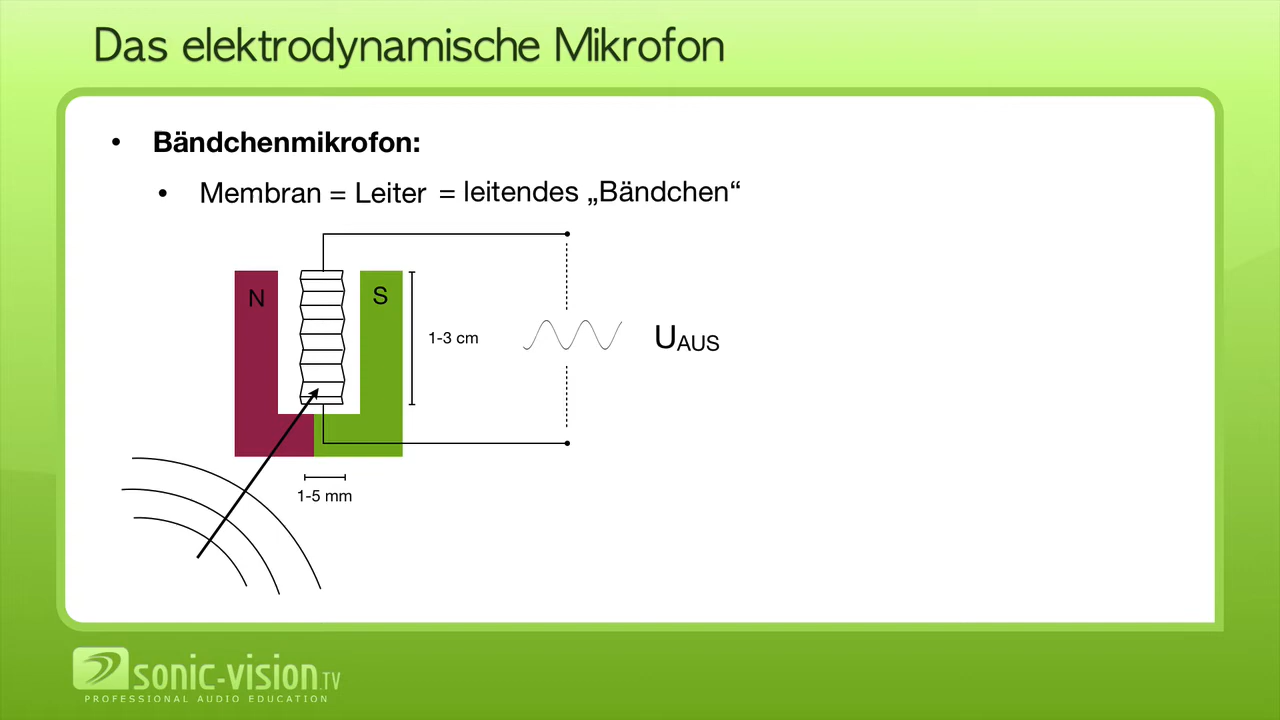 Das elektrodynamische Mikrofon
• Bändchenmikrofon:
• Membran = Leiter = leitendes „Bändchen“
N
S
1-3 cm
UAUS
1-5 mm
sonic-vision.TV
PROFESSIONAL AUDIO EDUCATION